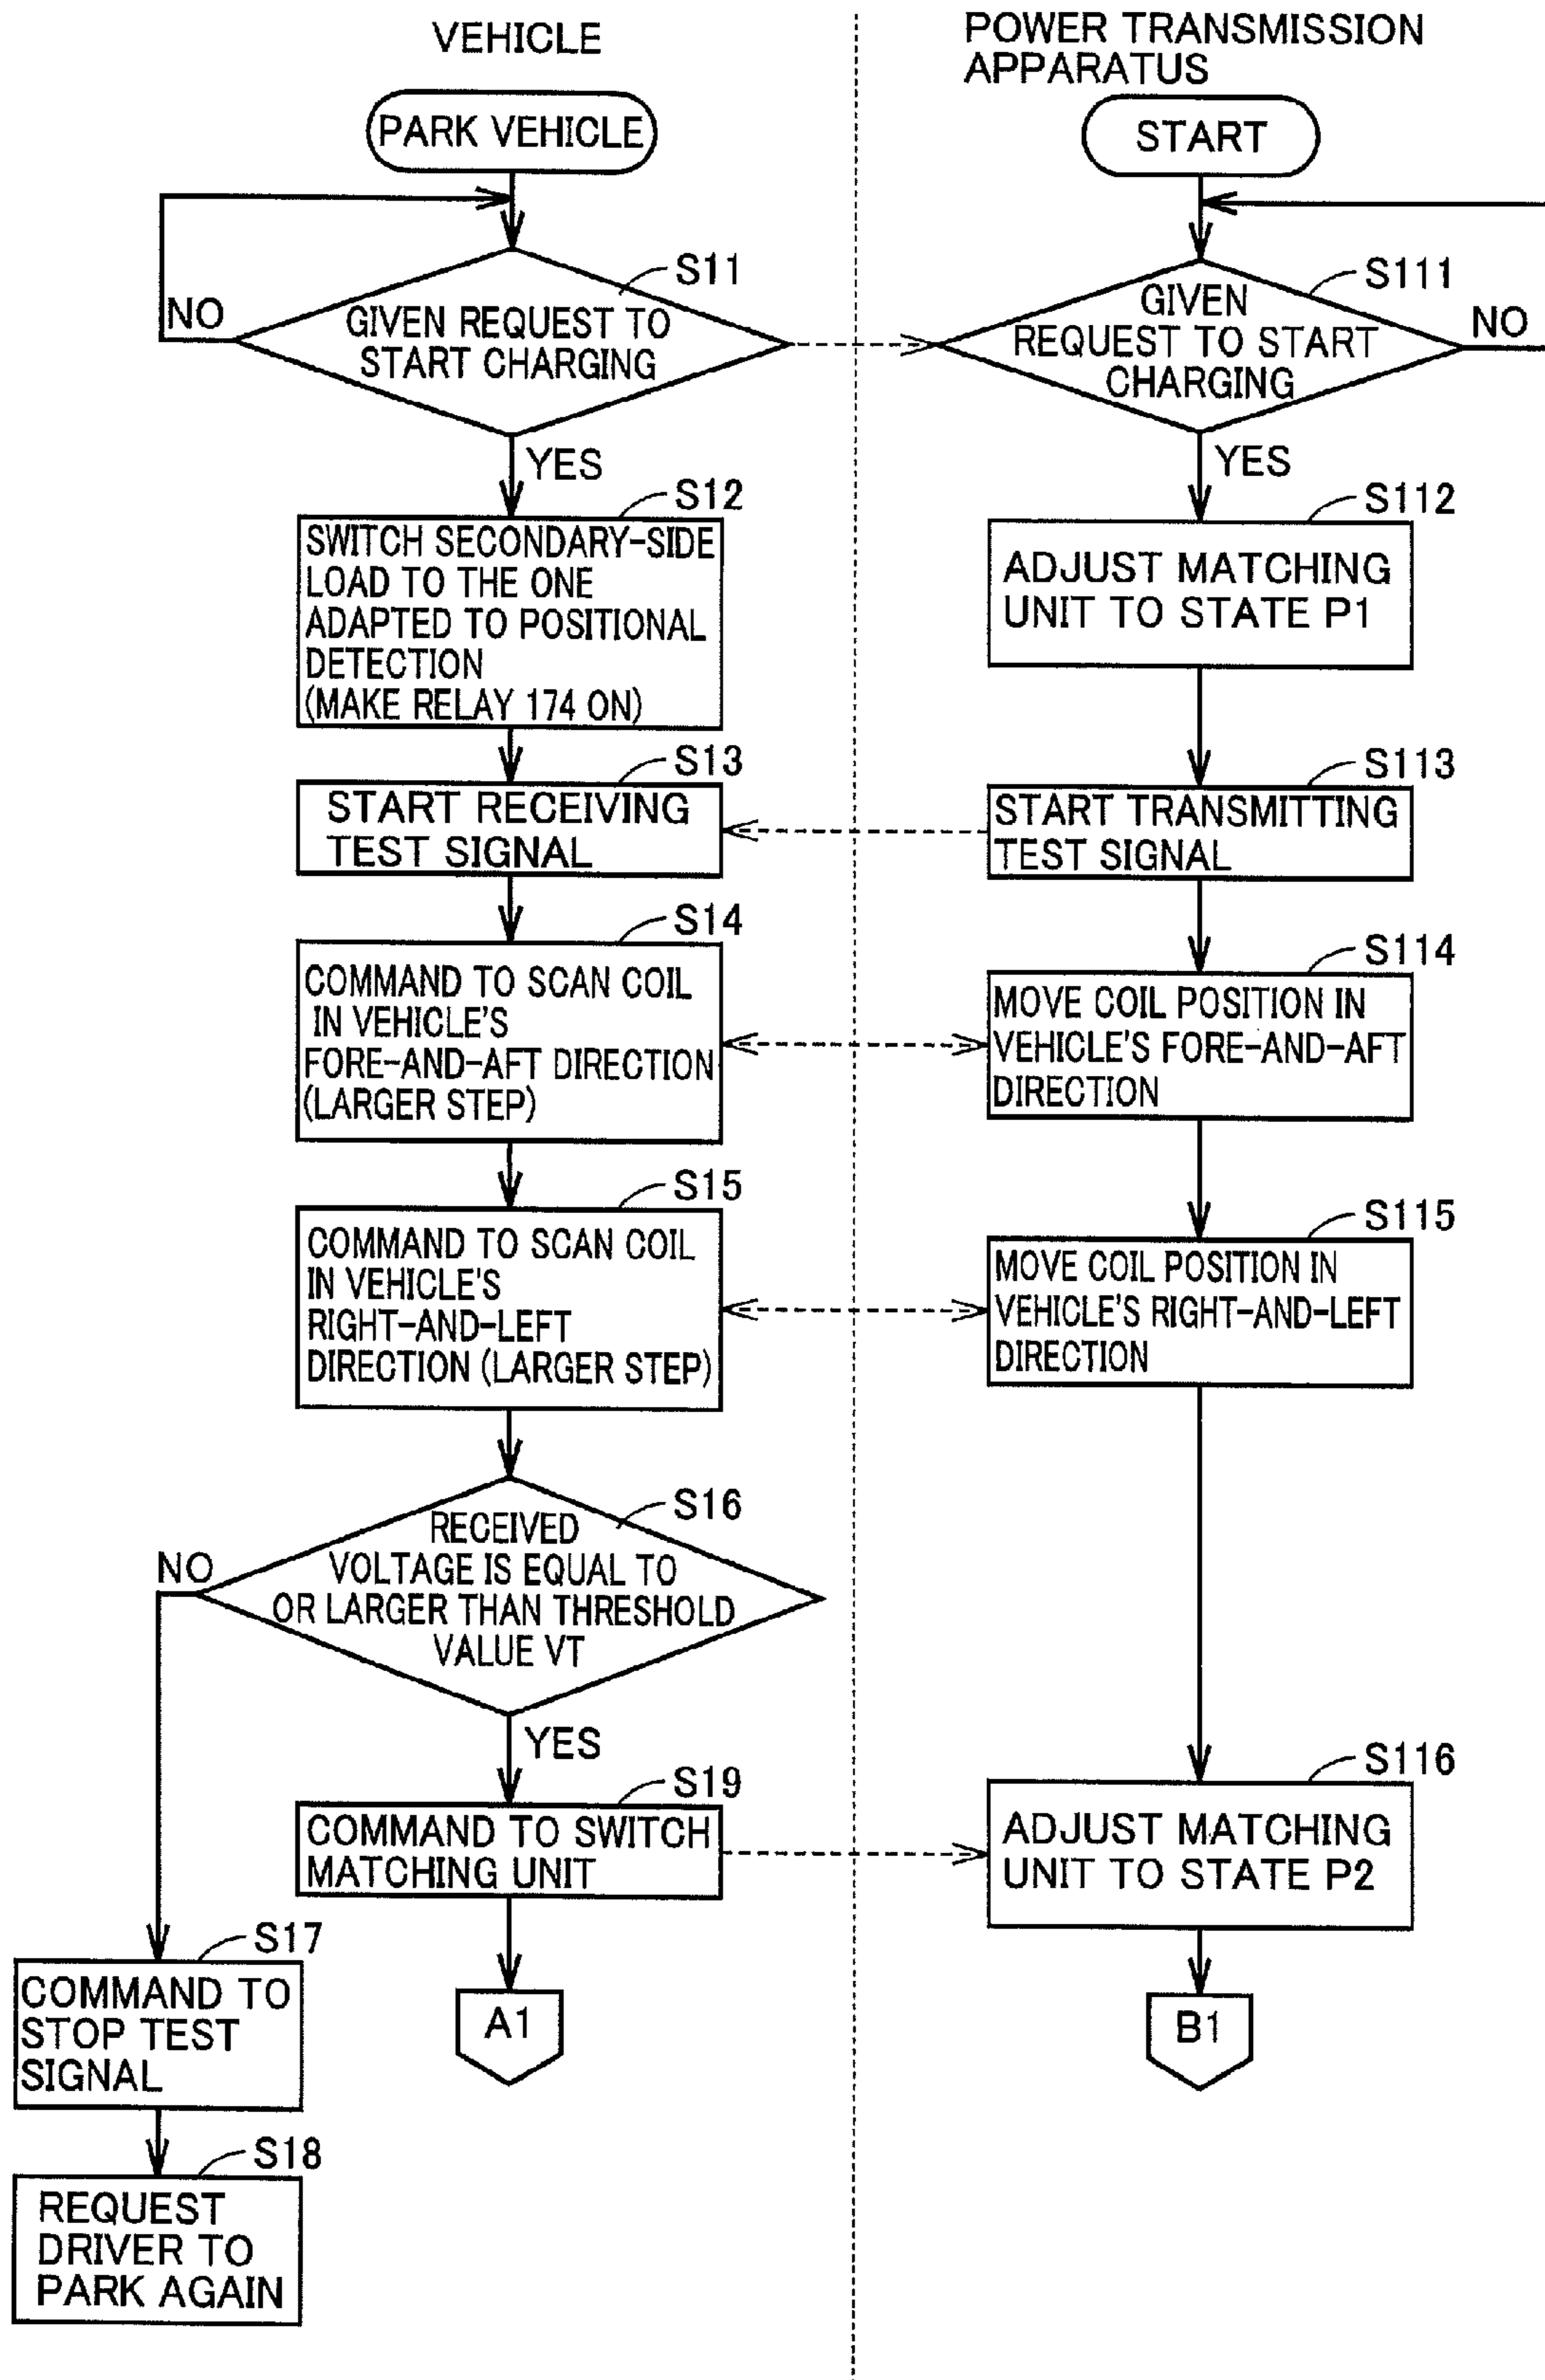 VEHICLE
PARK VEHICLE
S11
NO
GIVEN REQUEST TO
START CHARGING
YES
S12
SWITCH SECONDARY-SIDE
LOAD TO THE ONE
ADAPTED TO POSITIONAL
DETECTION
(MAKE RELAY 174 ON)
S13
START RECEIVING
TEST SIGNAL
S14
COMMAND TO SCAN COIL
IN VEHICLE'S
FORE-AND-AFT DIRECTION
(LARGER STEP)
S15
COMMAND TO SCAN COIL
IN VEHICLE'S
RIGHT-AND-LEFT
DIRECTION (LARGER STEP)
S16
NO
RECEIVED
VOLTAGE IS EQUAL TO
OR LARGER THAN THRESHOLD
VALUE VT
YES
S19
COMMAND TO SWITCH
MATCHING UNIT
A1
S17
COMMAND TO
STOP TEST
SIGNAL
S18
REQUEST
DRIVER TO
PARK AGAIN
POWER TRANSMISSION
APPARATUS
START
S111
GIVEN
REQUEST TO START
CHARGING
NO
YES
S112
ADJUST MATCHING
UNIT TO STATE P1
S113
START TRANSMITTING
TEST SIGNAL
S114
MOVE COIL POSITION IN
VEHICLE'S FORE-AND-AFT
DIRECTION
S115
MOVE COIL POSITION IN
VEHICLE'S RIGHT-AND-LEFT
DIRECTION
S116
ADJUST MATCHING
UNIT TO STATE P2
B1